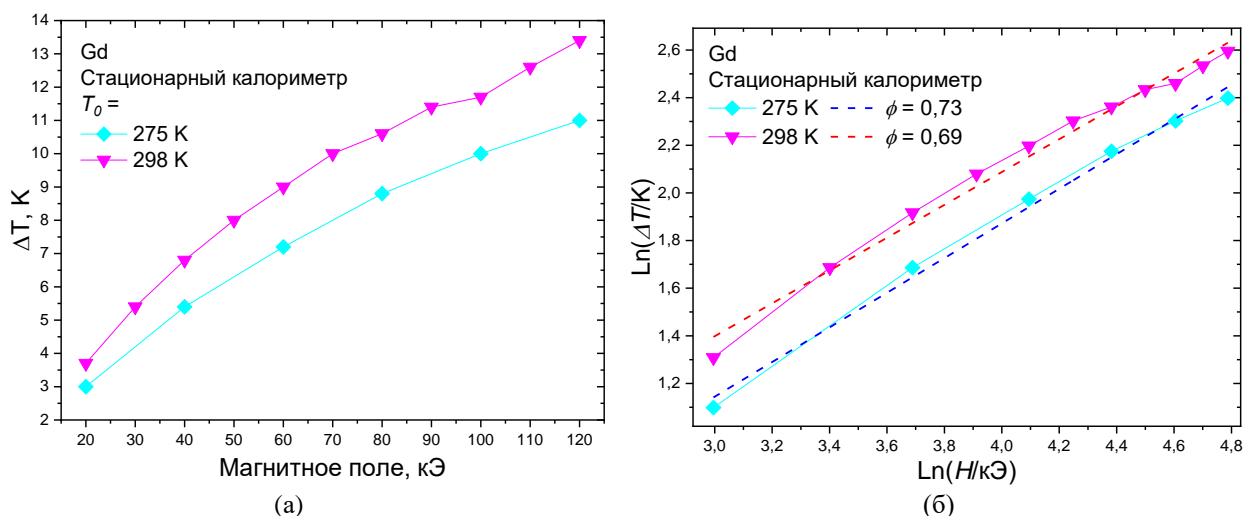 14
13
12
11
10
9
8
7
6
5
4
3
2
ΔT, K
Gd
Стационарный калориметр
T₀ =
275 K
298 K
20 30 40 50 60 70 80 90 100 110 120
Магнитное поле, кЭ
(а)
2,6
2,4
2,2
2,0
1,8
1,6
1,4
1,2
Ln(ΔT/K)
Gd
Стационарный калориметр
275 K ϕ = 0,73
298 K ϕ = 0,69
3,0 3,2 3,4 3,6 3,8 4,0 4,2 4,4 4,6 4,8
Ln(H/кЭ)
(б)